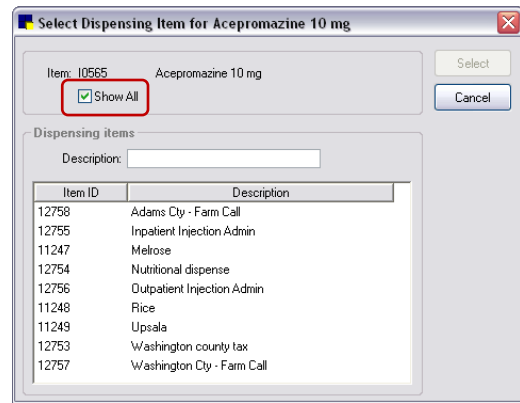 Select Dispensing Item for Acepromazine 10 mg
Item: I0565 Acepromazine 10 mg
Show All
Select
Cancel
Dispensing items
Description:
Item ID Description
12758 Adams Cty - Farm Call
12755 Inpatient Injection Admin
11247 Melrose
12754 Nutritional dispense
12756 Outpatient Injection Admin
11248 Rice
11249 Upsala
12753 Washington county tax
12757 Washington Cty - Farm Call